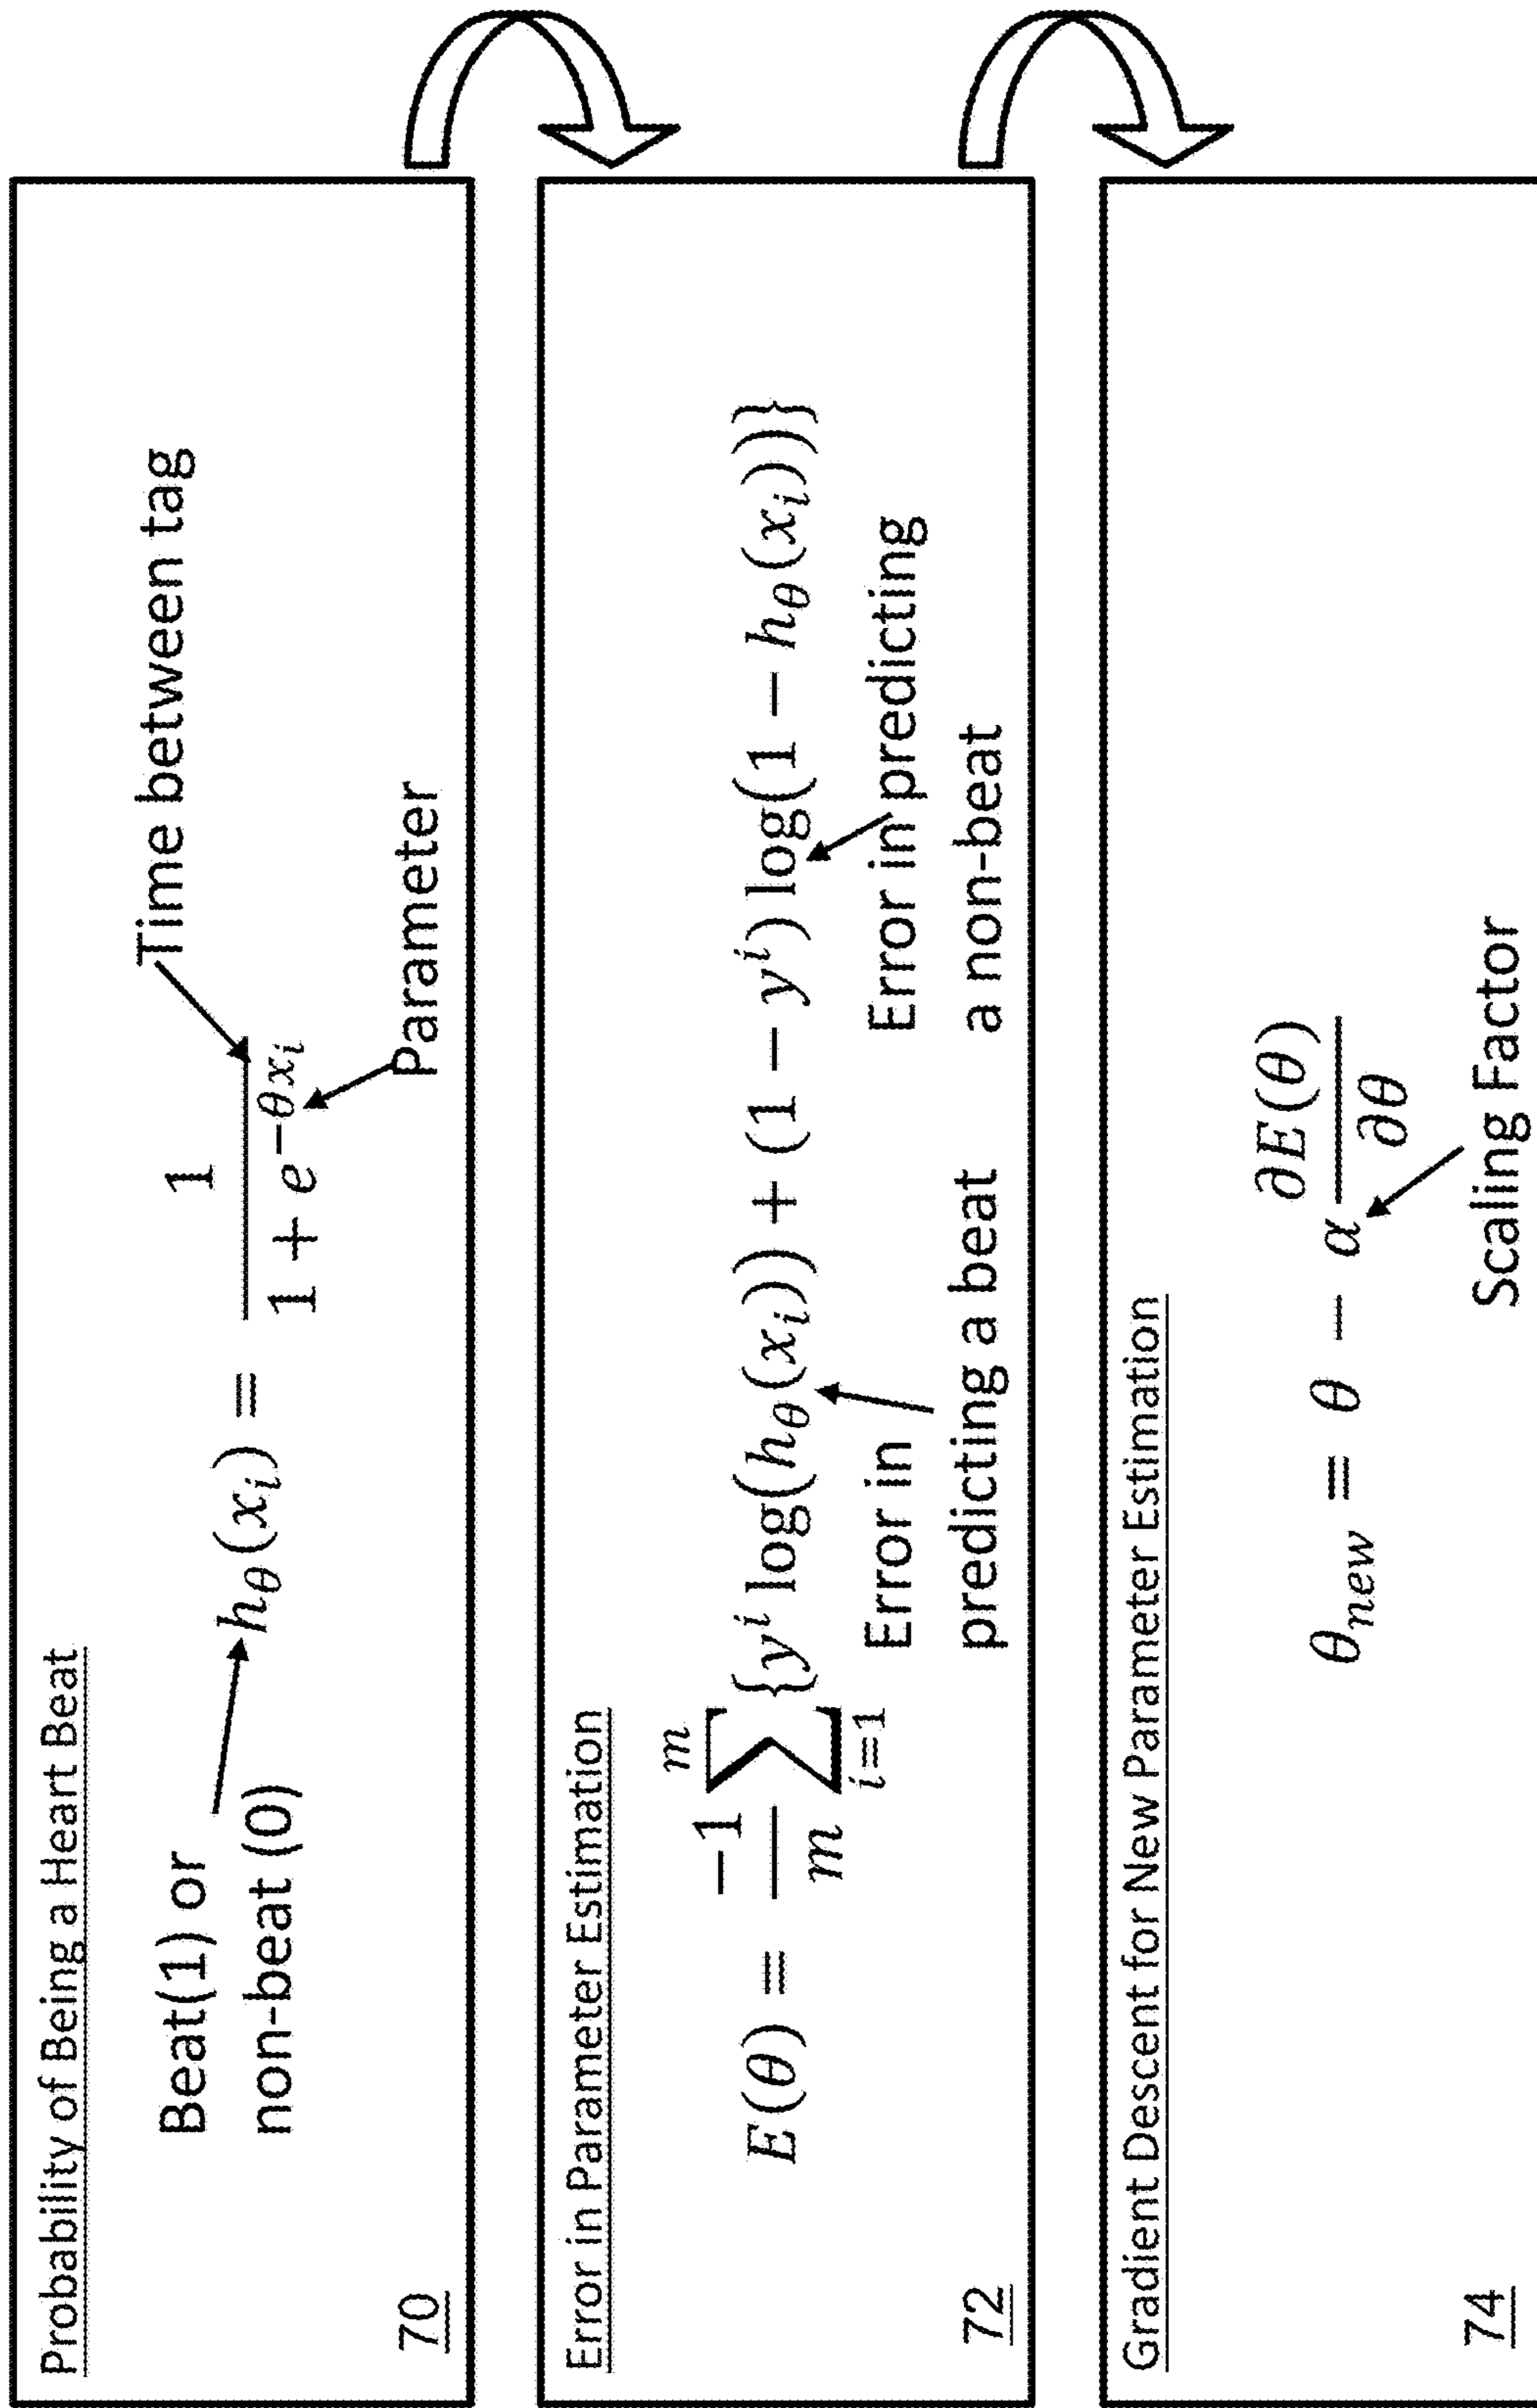 Probability of Being a Heart Beat
Time between tag
Beat(1) or
non-beat (0)
h_θ(x_i) = 1 / (1 + e^{−θx_i})
Parameter
70
Error in Parameter Estimation
E(θ) = −1/m ∑_{i=1}^{m} {y^i log(h_θ(x_i)) + (1 − y^i) log(1 − h_θ(x_i))}
Error in
predicting a beat
Error in predicting
a non-beat
72
Gradient Descent for New Parameter Estimation
θ_{new} = θ − α ∂E(θ)/∂θ
Scaling Factor
74